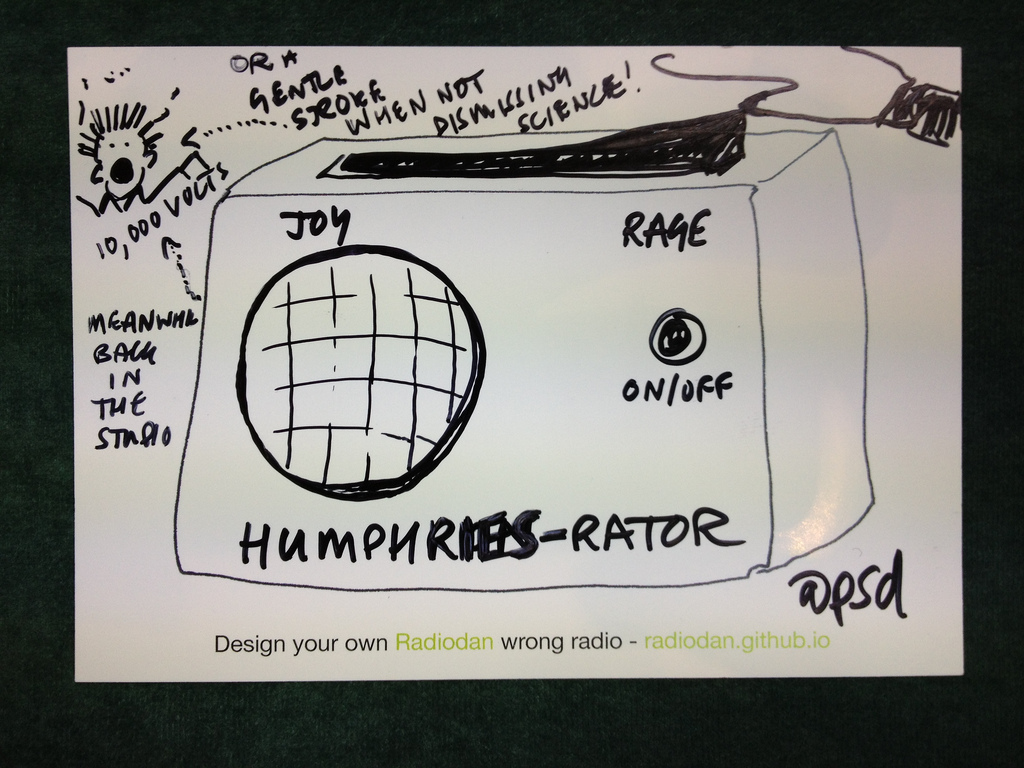 OR A
GENTLE
STROKE
WHEN NOT
DISMISSING
SCIENCE!
10,000 VOLTS
MEANWHILE
BACK
IN
THE
STUDIO
JOY
RAGE
ON/OFF
HUMPHRIES-RATOR
@psd
Design your own Radiodan wrong radio - radiodan.github.io